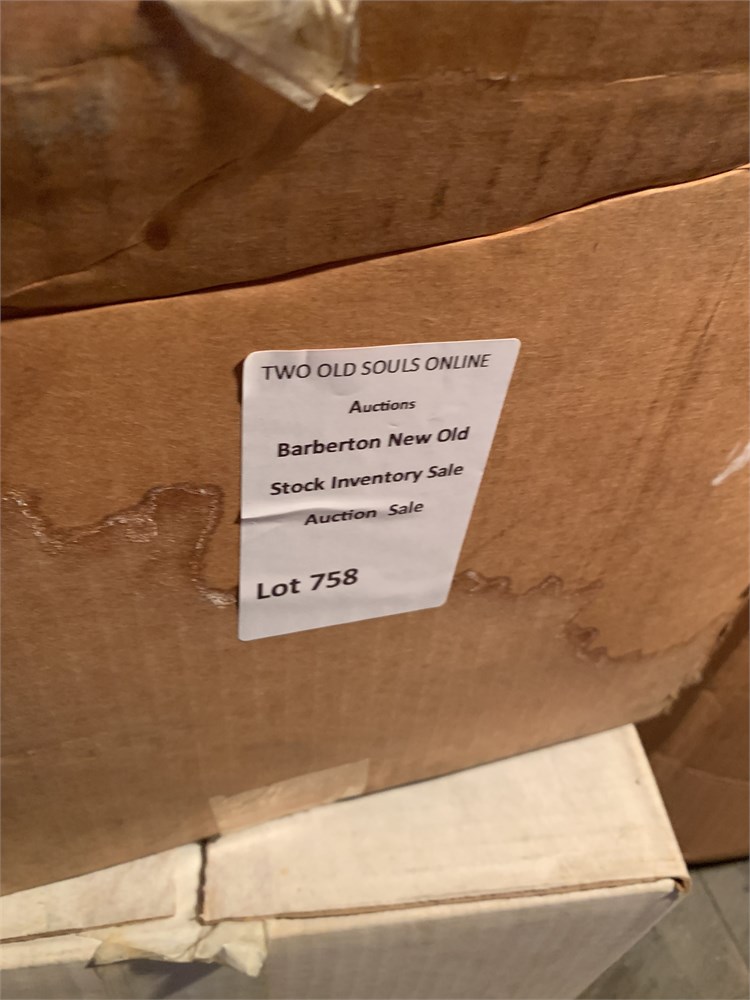 TWO OLD SOULS ONLINE
Auctions
Barberton New Old
Stock Inventory Sale
Auction Sale
Lot 758